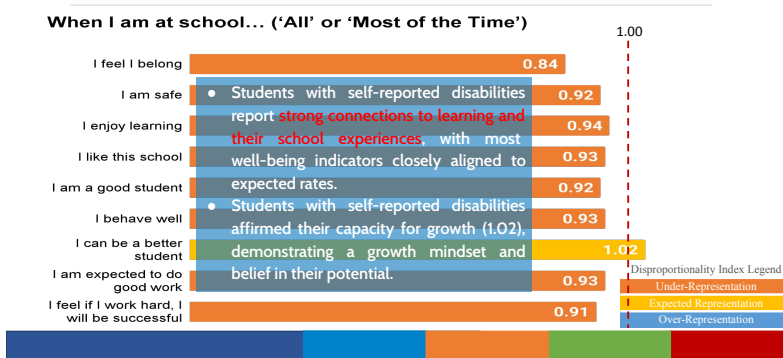 When I am at school... (‘All’ or ‘Most of the Time’)
1.00
I feel I belong
0.84
I am safe
0.92
I enjoy learning
0.94
I like this school
0.93
I am a good student
0.92
I behave well
0.93
I can be a better
student
1.02
I am expected to do
good work
0.93
I feel if I work hard, I
will be successful
0.91
● Students with self-reported disabilities
report strong connections to learning and
their school experiences, with most
well-being indicators closely aligned to
expected rates.
● Students with self-reported disabilities
affirmed their capacity for growth (1.02),
demonstrating a growth mindset and
belief in their potential.
Disproportionality Index Legend
Under-Representation
Expected Representation
Over-Representation